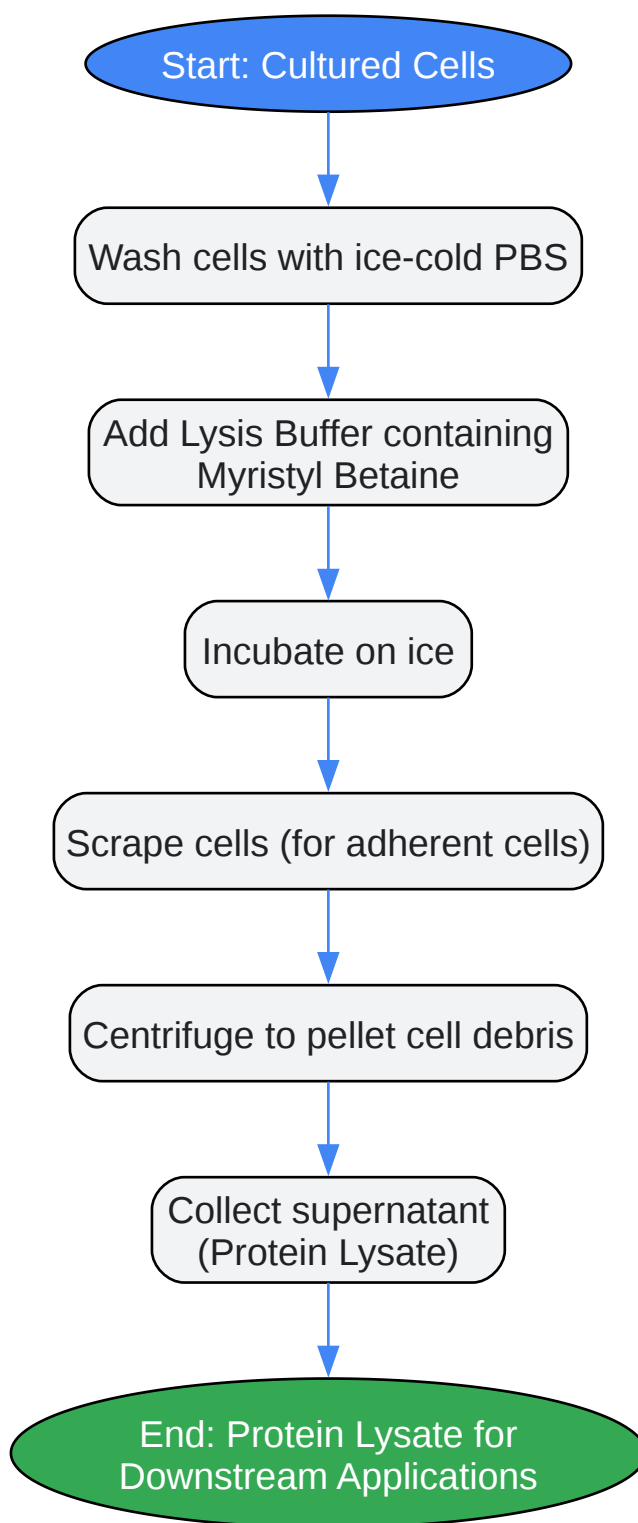 Start: Cultured Cells
Wash cells with ice-cold PBS
Add Lysis Buffer containing
Myristyl Betaine
Incubate on ice
Scrape cells (for adherent cells)
Centrifuge to pellet cell debris
Collect supernatant
(Protein Lysate)
End: Protein Lysate for
Downstream Applications